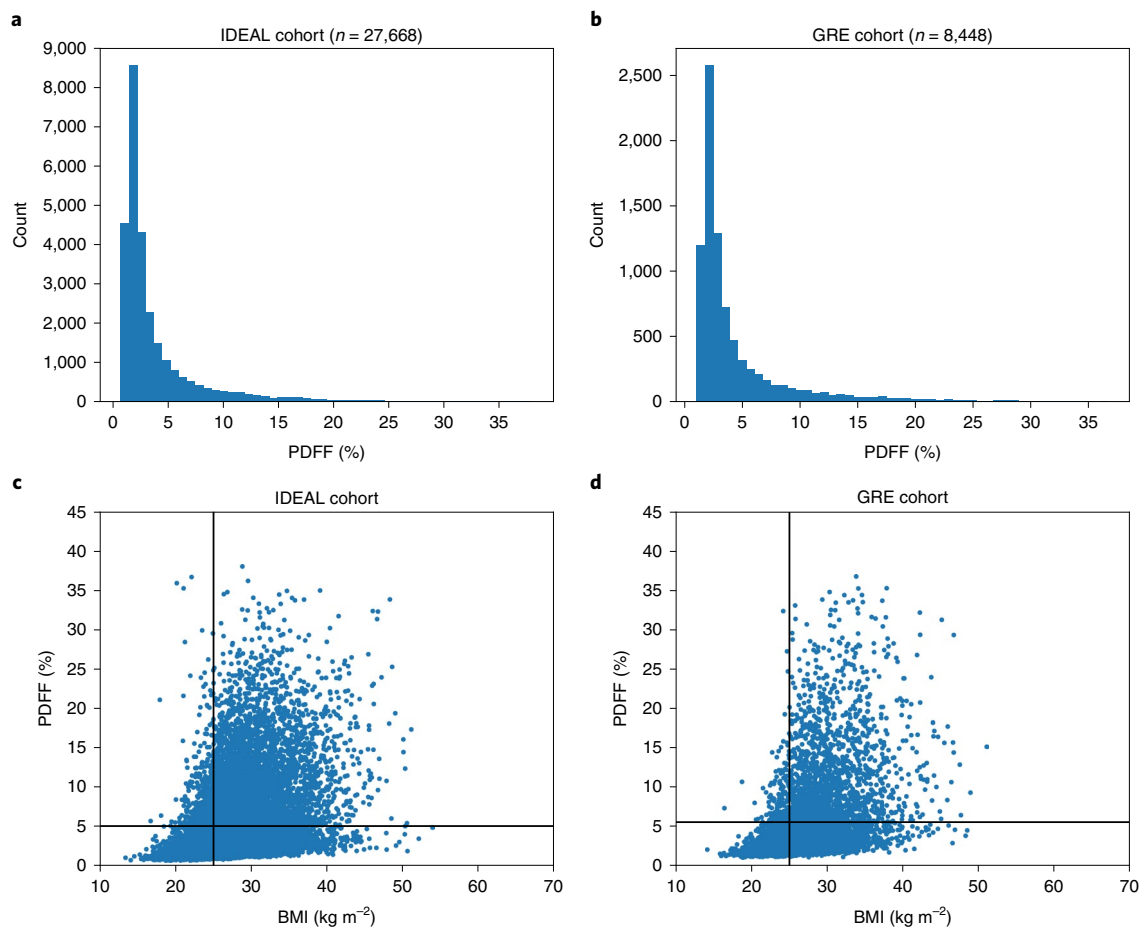 a
IDEAL cohort (n = 27,668)
9,000
8,000
7,000
6,000
5,000
4,000
3,000
2,000
1,000
0
Count
0 5 10 15 20 25 30 35
PDFF (%)
b
GRE cohort (n = 8,448)
2,500
2,000
1,500
1,000
500
0
Count
0 5 10 15 20 25 30 35
PDFF (%)
c
IDEAL cohort
45
40
35
30
25
20
15
10
5
0
PDFF (%)
10 20 30 40 50 60 70
BMI (kg m⁻²)
d
GRE cohort
45
40
35
30
25
20
15
10
5
0
PDFF (%)
10 20 30 40 50 60 70
BMI (kg m⁻²)